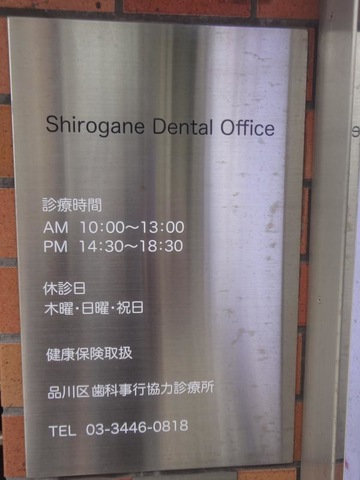 Shirogane Dental Office
診療時間
AM 10:00〜13:00
PM 14:30〜18:30
休診日
木曜・日曜・祝日
健康保険取扱
品川区歯科事行協力診療所
TEL 03-3446-0818